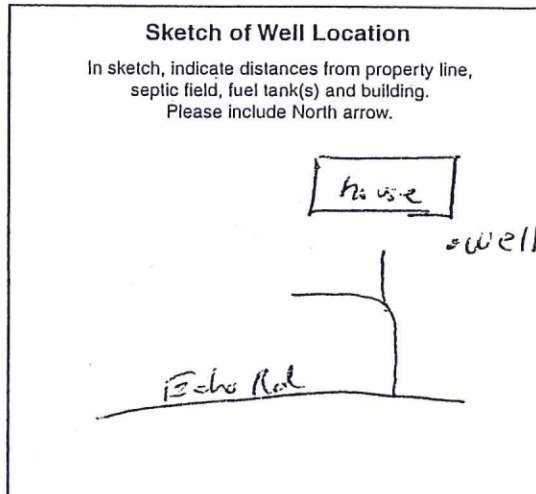 Sketch of Well Location
In sketch, indicate distances from property line,
septic field, fuel tank(s) and building.
Please include North arrow.
house
well
Echo Rd